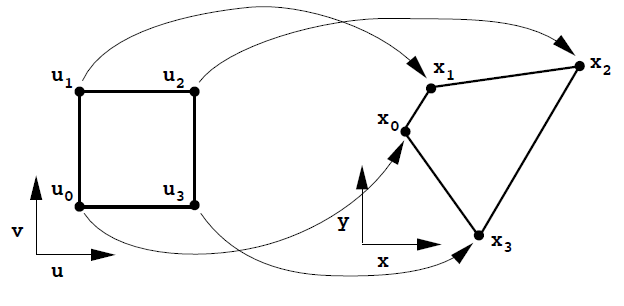 u₁ u₂
u₀ u₃
v
u
x₁ x₂
x₀
y
x
x₃